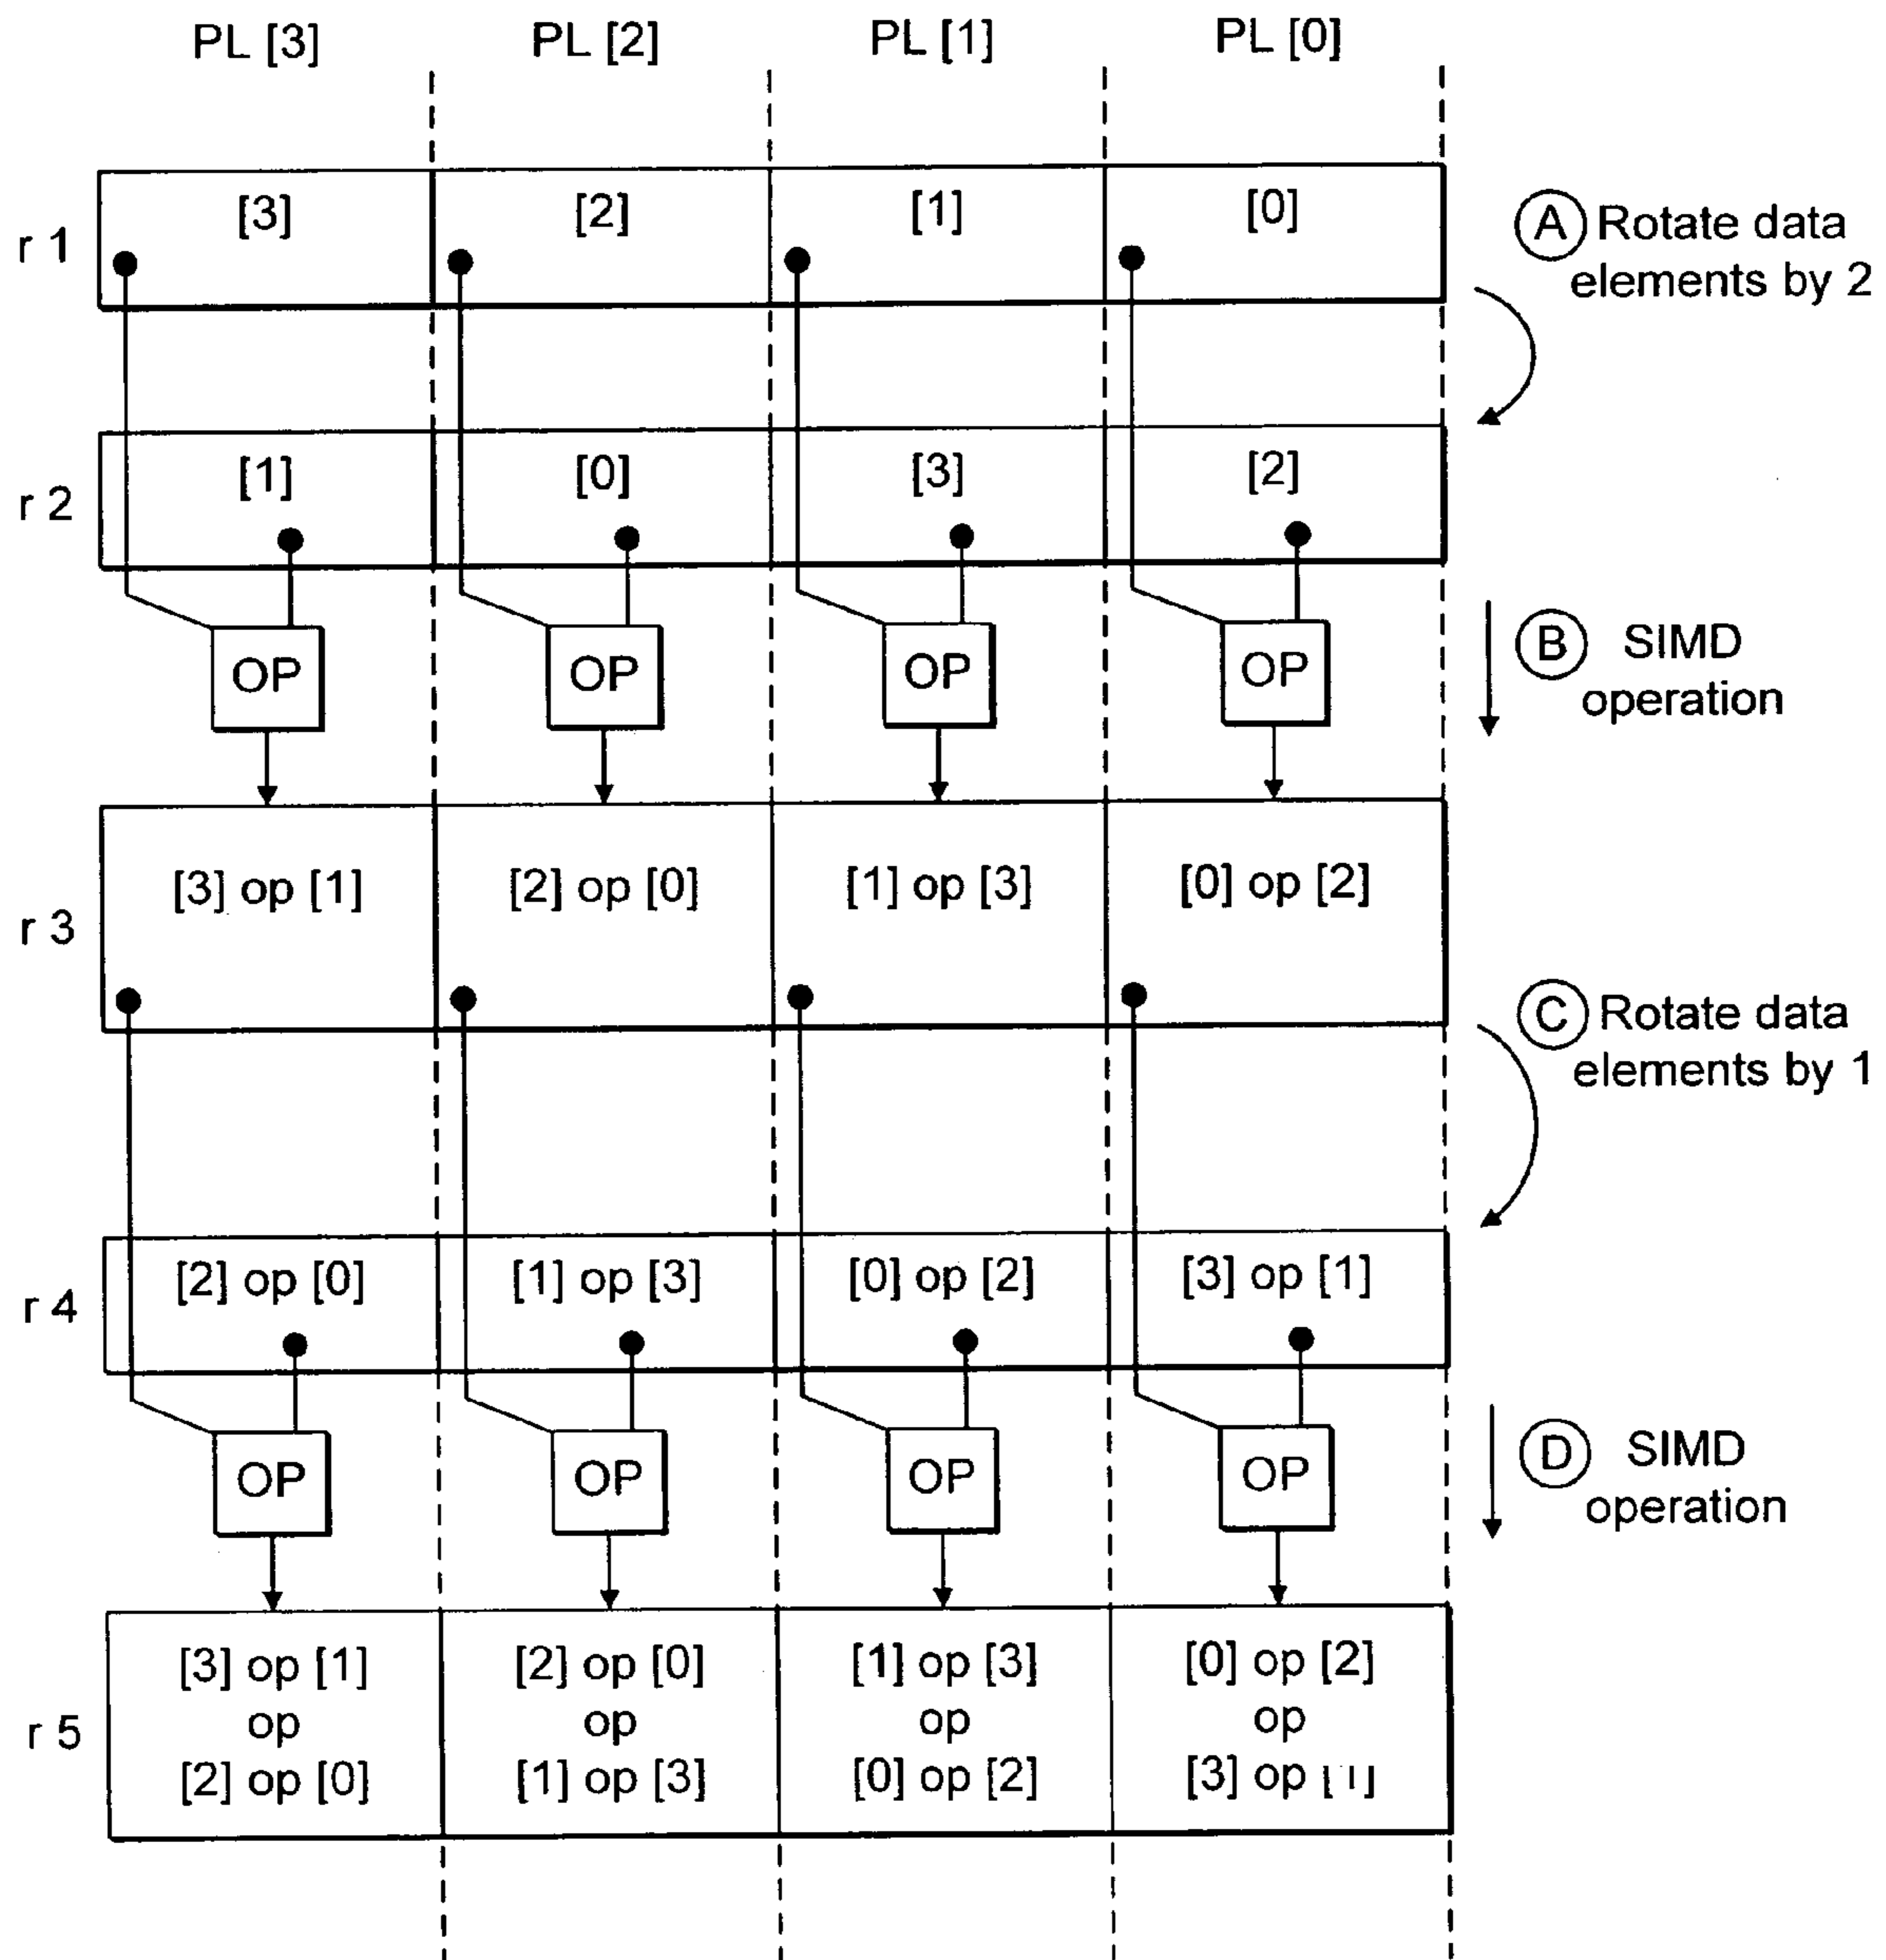 PL [3] PL [2] PL [1] PL [0]
r 1 [3] [2] [1] [0]
A Rotate data
elements by 2
r 2 [1] [0] [3] [2]
OP OP OP OP
B SIMD
operation
r 3 [3] op [1] [2] op [0] [1] op [3] [0] op [2]
C Rotate data
elements by 1
r 4 [2] op [0] [1] op [3] [0] op [2] [3] op [1]
OP OP OP OP
D SIMD
operation
r 5
[3] op [1] [2] op [0] [1] op [3] [0] op [2]
op op op op
[2] op [0] [1] op [3] [0] op [2] [3] op [1]